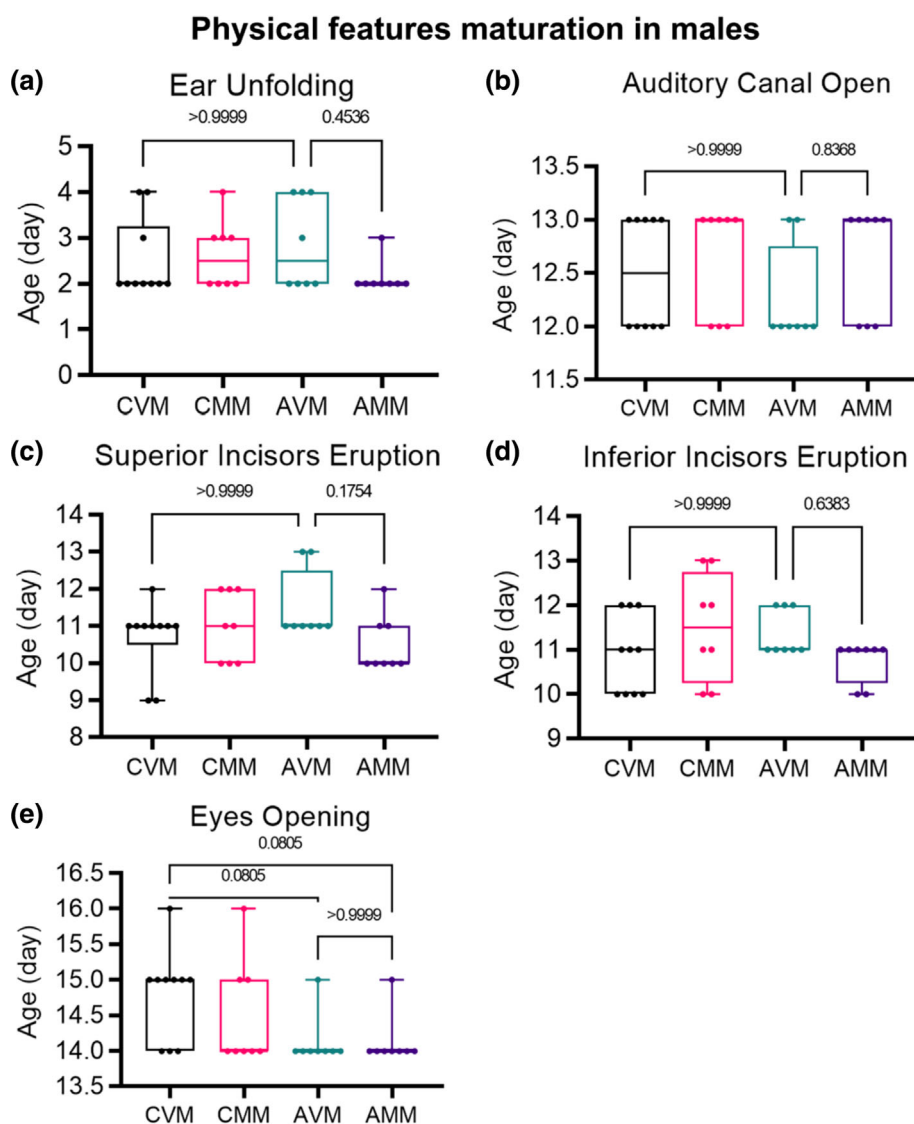 Physical features maturation in males
(a)
Ear Unfolding
>0.9999
0.4536
5
4
3
2
1
0
Age (day)
CVM CMM AVM AMM
(b)
Auditory Canal Open
>0.9999
0.8368
13.5
13.0
12.5
12.0
11.5
Age (day)
CVM CMM AVM AMM
(c)
Superior Incisors Eruption
>0.9999
0.1754
14
13
12
11
10
9
8
Age (day)
CVM CMM AVM AMM
(d)
Inferior Incisors Eruption
>0.9999
0.6383
14
13
12
11
10
9
Age (day)
CVM CMM AVM AMM
(e)
Eyes Opening
0.0805
0.0805
>0.9999
16.5
16.0
15.5
15.0
14.5
14.0
13.5
Age (day)
CVM CMM AVM AMM